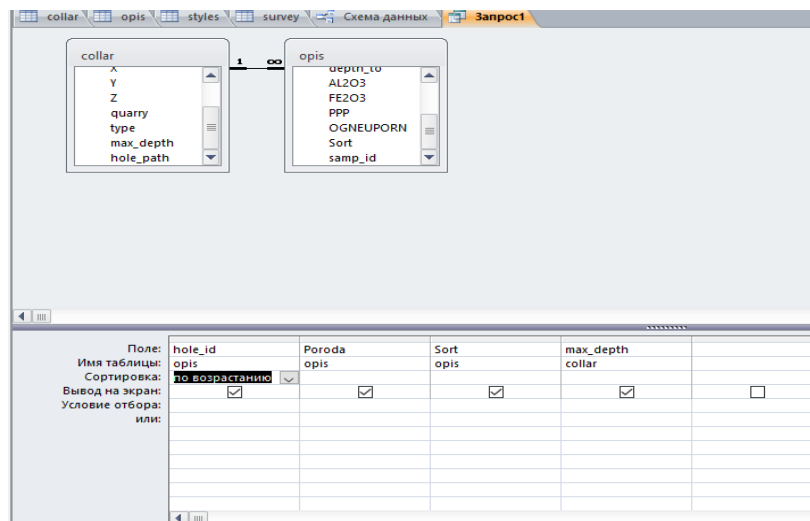 collar opis styles survey Схема данных Запрос1
collar
X
Y
Z
quarry
type
max_depth
hole_path
1 ∞
opis
depth_to
AL2O3
FE2O3
PPP
OGNEUPORN
Sort
samp_id
Поле: hole_id Poroda Sort max_depth
Имя таблицы: opis opis opis collar
Сортировка: по возрастанию
Вывод на экран:
Условие отбора:
или: